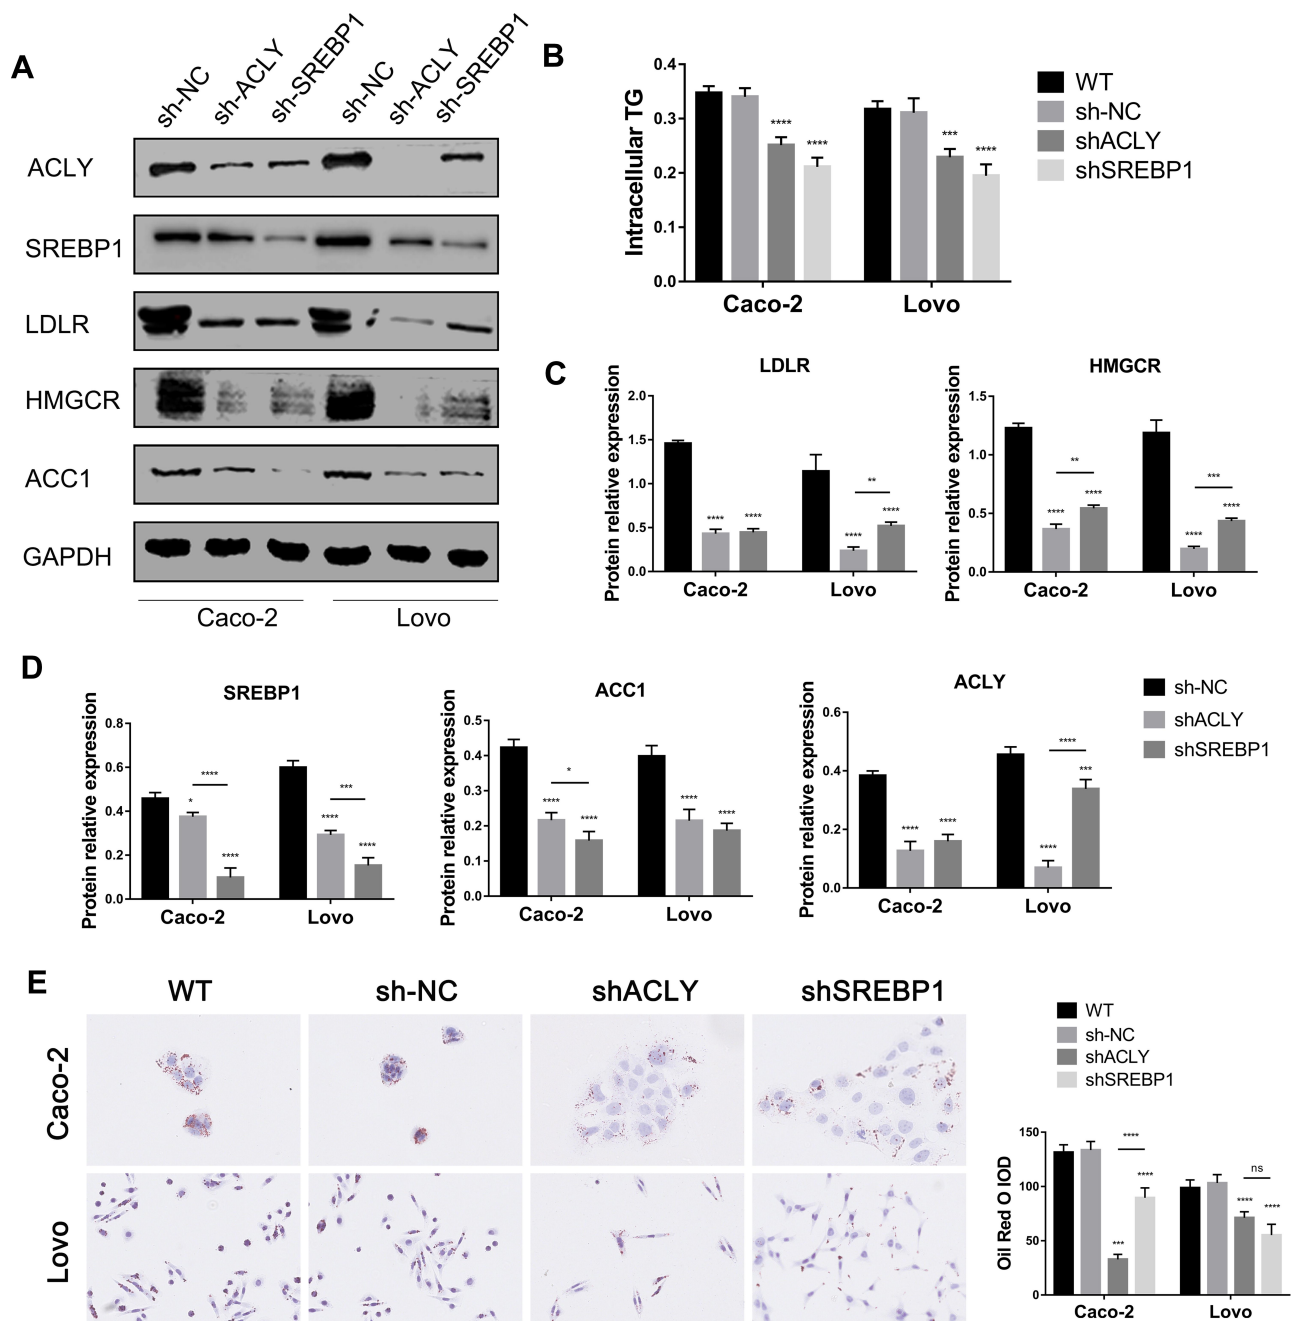 A
sh-NC
sh-ACLY
sh-SREBP1
sh-NC
sh-ACLY
sh-SREBP1
ACLY
SREBP1
LDLR
HMGCR
ACC1
GAPDH
Caco-2
Lovo
B
Intracellular TG
0.4
0.3
0.2
0.1
0.0
****
****
***
****
Caco-2
Lovo
WT
sh-NC
shACLY
shSREBP1
C
LDLR
Protein relative expression
2.0
1.5
1.0
0.5
0.0
****
****
**
****
****
Caco-2
Lovo
HMGCR
Protein relative expression
1.5
1.0
0.5
0.0
**
****
****
***
****
Caco-2
Lovo
D
SREBP1
Protein relative expression
0.8
0.6
0.4
0.2
0.0
****
*
****
***
****
****
Caco-2
Lovo
ACC1
Protein relative expression
0.5
0.4
0.3
0.2
0.1
0.0
*
****
****
****
****
Caco-2
Lovo
ACLY
Protein relative expression
0.6
0.4
0.2
0.0
****
****
****
***
****
Caco-2
Lovo
sh-NC
shACLY
shSREBP1
E
WT
sh-NC
shACLY
shSREBP1
Caco-2
Lovo
WT
sh-NC
shACLY
shSREBP1
Oil Red O IOD
150
100
50
0
****
****
***
ns
****
****
Caco-2
Lovo